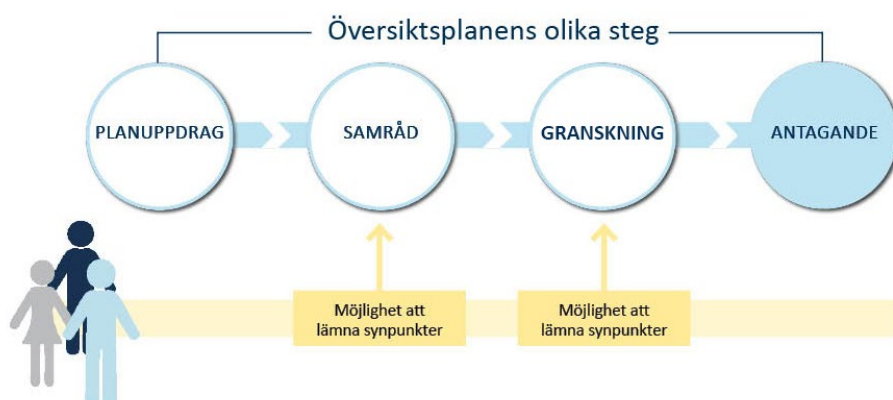 Översiktsplanens olika steg
PLANUPPDRAG
SAMRÅD
GRANSKNING
ANTAGANDE
Möjlighet att
lämna synpunkter
Möjlighet att
lämna synpunkter